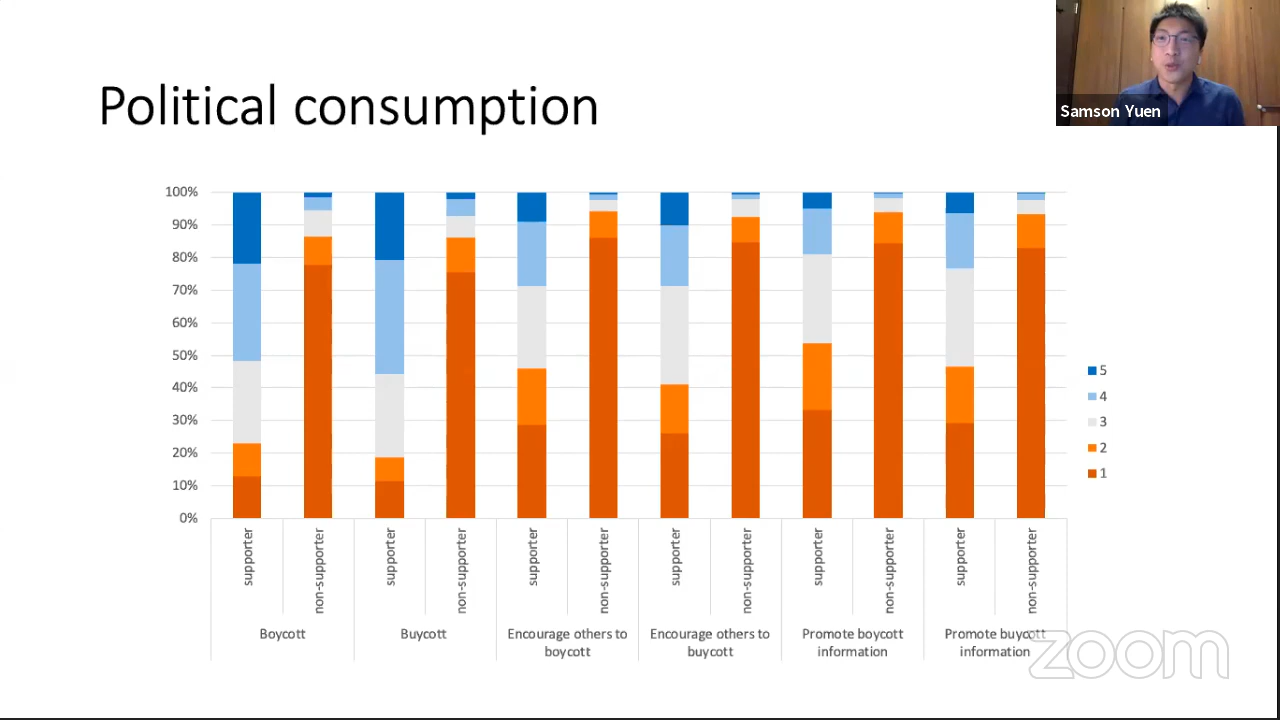 Political consumption
Samson Yuen
100%
90%
80%
70%
60%
50%
40%
30%
20%
10%
0%
supporter
non-supporter
supporter
non-supporter
supporter
non-supporter
supporter
non-supporter
supporter
non-supporter
supporter
non-supporter
Boycott
Buycott
Encourage others to
boycott
Encourage others to
buycott
Promote boycott
information
Promote buycott
information
5
4
3
2
1
zoom